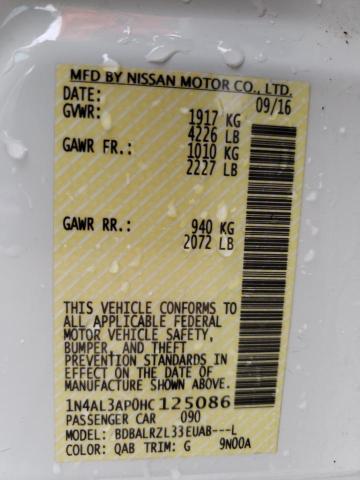 MFD BY NISSAN MOTOR CO., LTD.
DATE: 09/16
GVWR: 1917 KG
4226 LB
GAWR FR.: 1010 KG
2227 LB
GAWR RR.: 940 KG
2072 LB
THIS VEHICLE CONFORMS TO
ALL APPLICABLE FEDERAL
MOTOR VEHICLE SAFETY,
BUMPER, AND THEFT
PREVENTION STANDARDS IN
EFFECT ON THE DATE OF
MANUFACTURE SHOWN ABOVE.
1N4AL3AP0HC125086
PASSENGER CAR 090
MODEL: BDBALRZL33EUAB---L
COLOR: QAB TRIM: G 9N00A